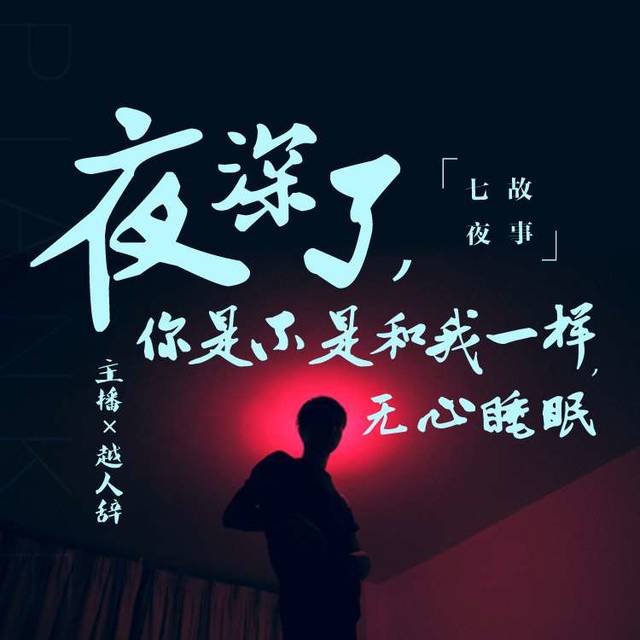 夜深了,
「七夜
故事」
你是不是和我一样,
无心睡眠
主播×越人辞